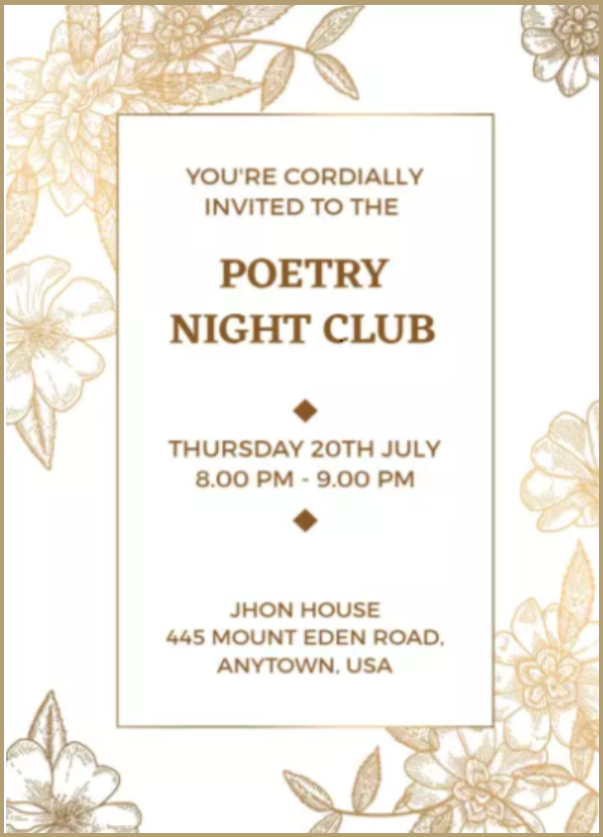 YOU'RE CORDIALLY
INVITED TO THE
POETRY
NIGHT CLUB
THURSDAY 20TH JULY
8.00 PM - 9.00 PM
JHON HOUSE
445 MOUNT EDEN ROAD,
ANYTOWN, USA